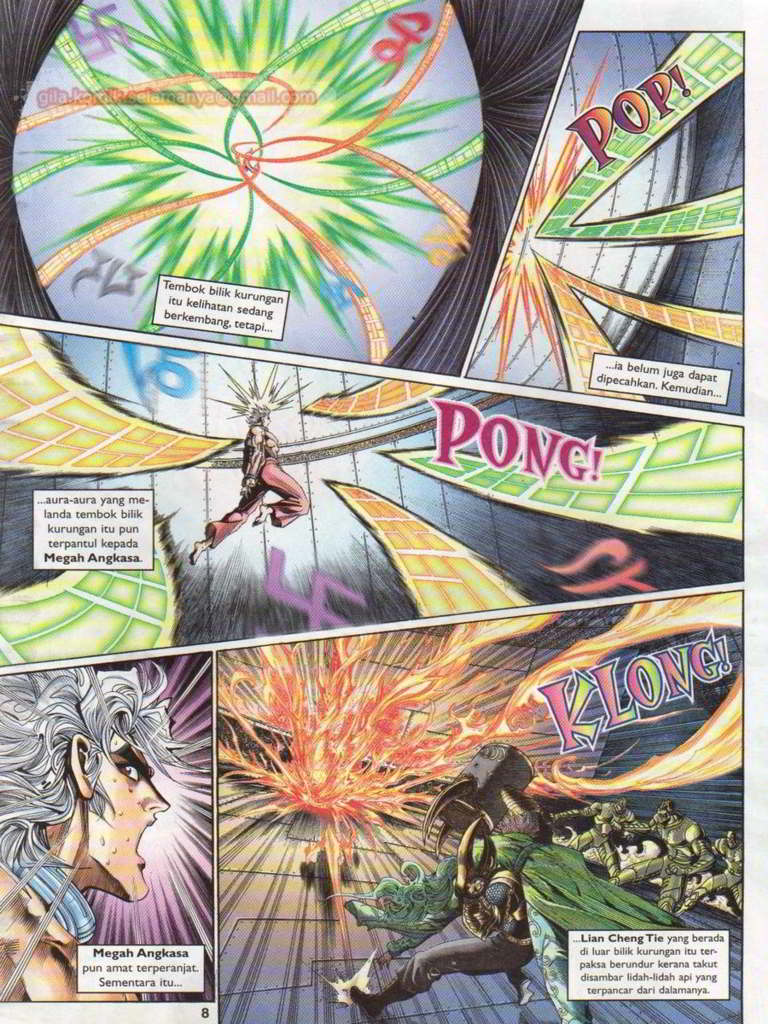 gila.komik.selamanya@gmail.com
POP!
Tembok bilik kurungan
itu kelihatan sedang
berkembang, tetapi...
...ia belum juga dapat
dipecahkan. Kemudian...
PONG!
...aura-aura yang me-
landa tembok bilik
kurungan itu pun
terpantul kepada
Megah Angkasa.
KLONG!
Megah Angkasa
pun amat terperanjat.
Sementara itu...
...Lian Cheng Tie yang berada
di luar bilik kurungan itu ter-
paksa berundur kerana takut
disambar lidah-lidah api yang
terpancar dari dalamanya.
8